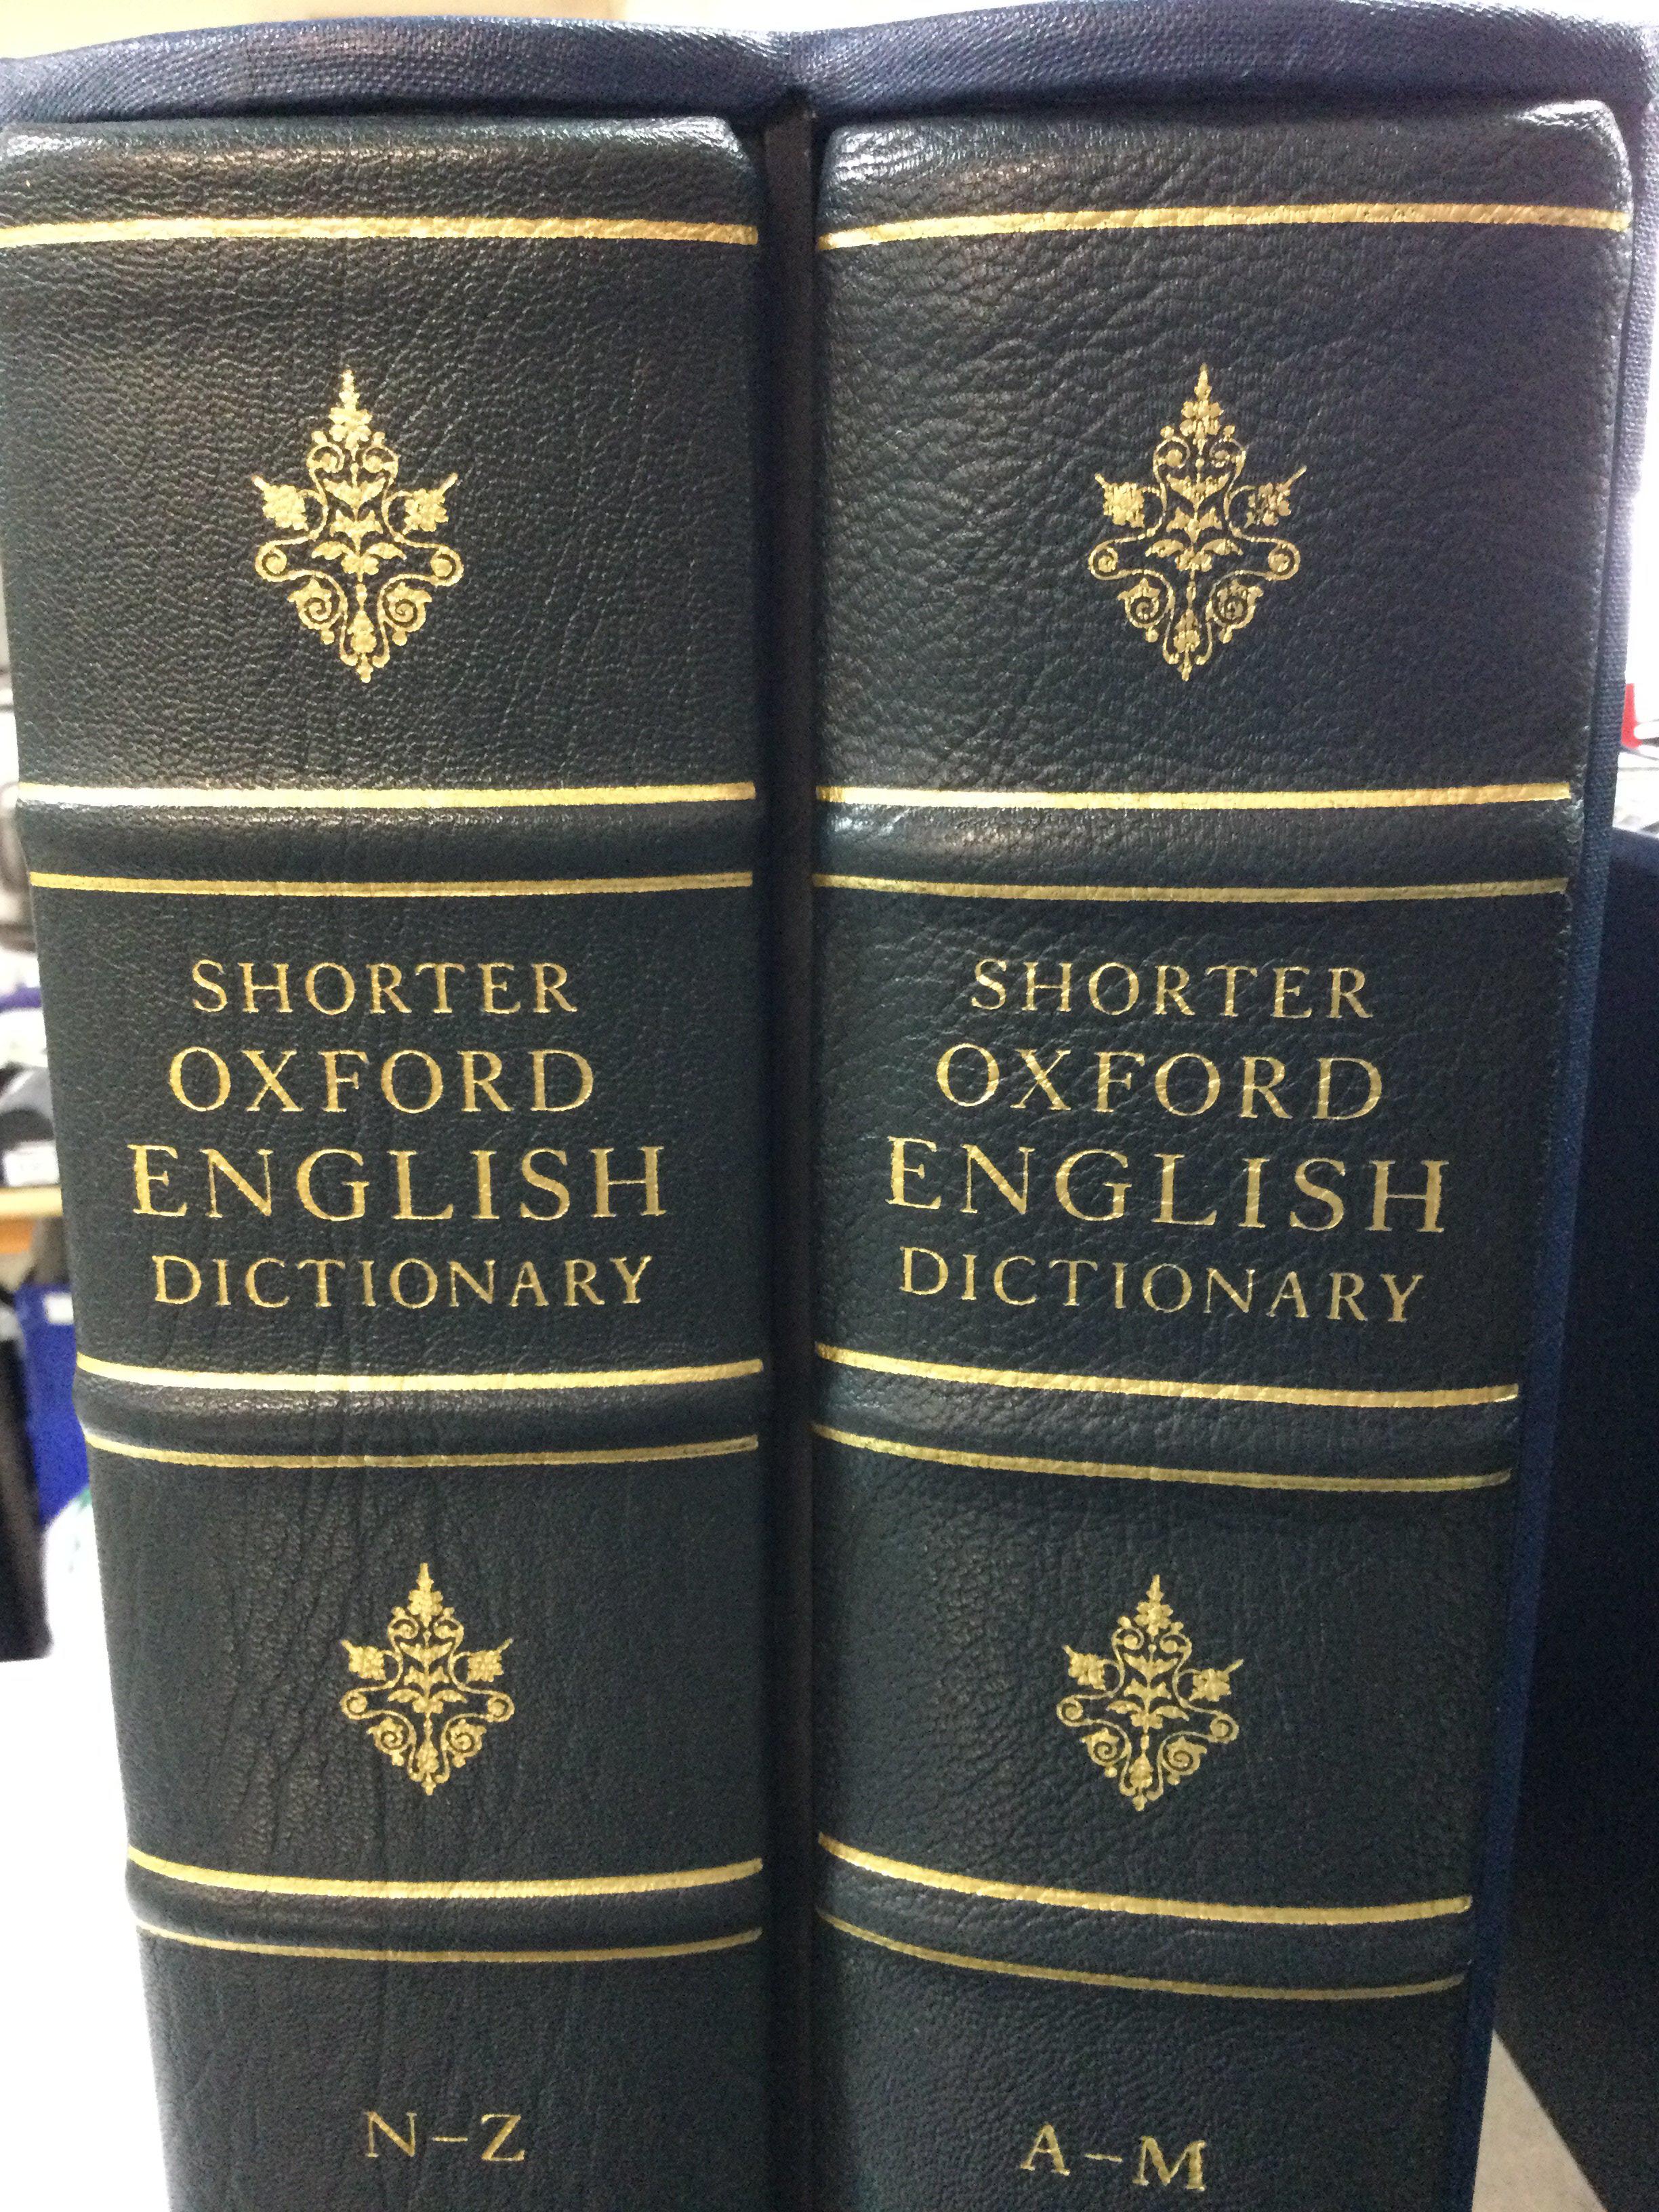 SHORTER
OXFORD
ENGLISH
DICTIONARY
N–Z
SHORTER
OXFORD
ENGLISH
DICTIONARY
A–M